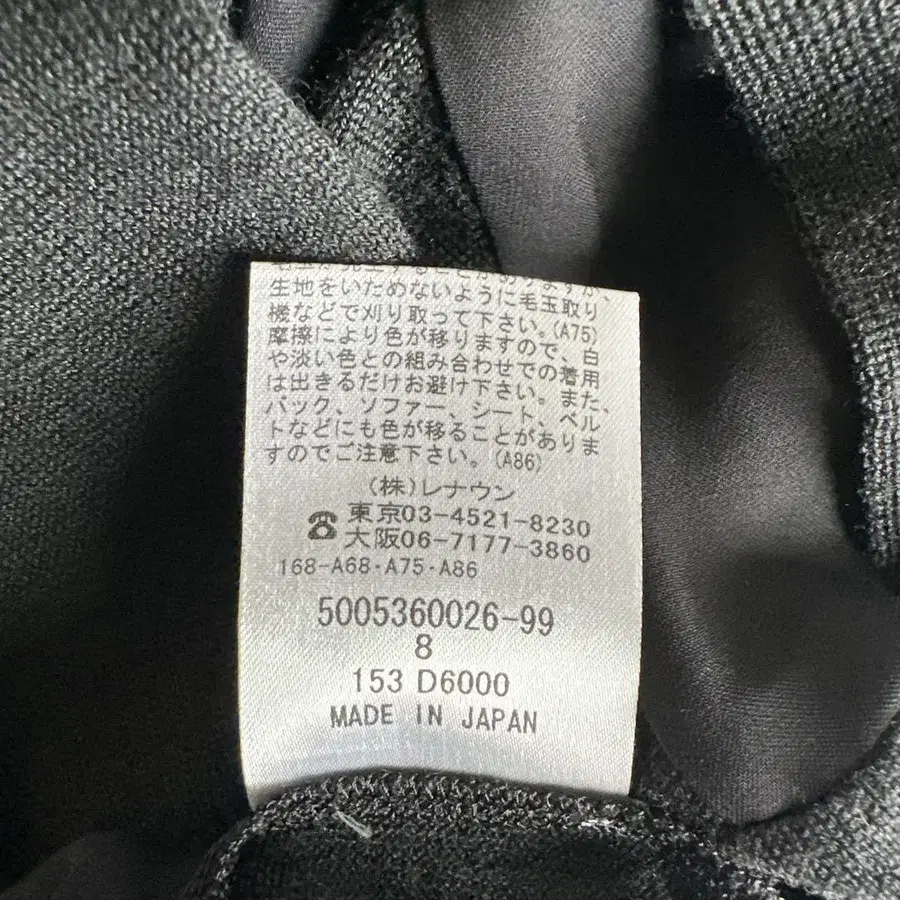 生地をいためないように毛玉取り
機などで刈り取って下さい。(A75)
摩擦により色が移りますので、白
や淡い色との組み合わせでの着用
は出きるだけお避け下さい。また、
バック、ソファー、シート、ベル
トなどにも色が移ることがありま
すのでご注意下さい。(A86)
(株)レナウン
☎東京03-4521-8230
大阪06-7177-3860
168-A68·A75·A86
5005360026-99
8
153 D6000
MADE IN JAPAN